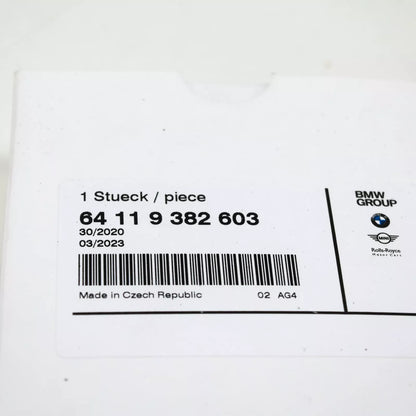 1 Stueck / piece
64 11 9 382 603
30/2020
03/2023
Made in Czech Republic 02 AG4
BMW
GROUP
MINI
Rolls-Royce
Motor Cars